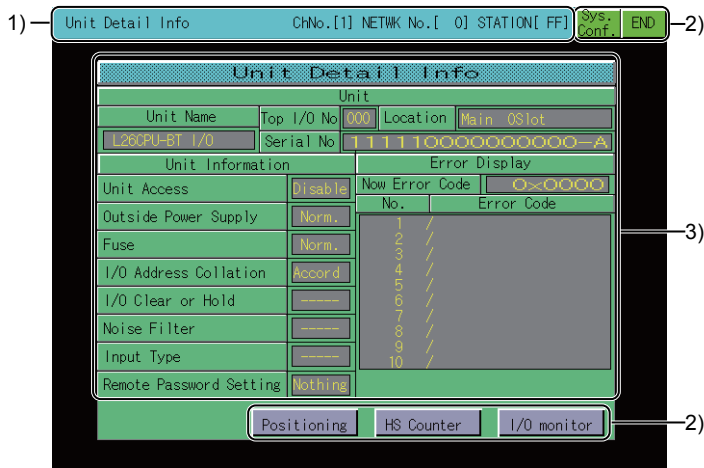 1)
Unit Detail Info ChNo.[1] NETWK No.[ 0] STATION[ FF]
Sys. Conf.
END
2)
Unit Detail Info
Unit
Unit Name Top I/O No 000 Location Main 0Slot
L26CPU-BT I/O Serial No 111110000000000-A
Unit Information Error Display
Unit Access Disable Now Error Code 0x0000
No. Error Code
Outside Power Supply Norm.
Fuse Norm.
I/O Address Collation Accord
I/O Clear or Hold -----
Noise Filter -----
Input Type -----
Remote Password Setting Nothing
1 /
2 /
3 /
4 /
5 /
6 /
7 /
8 /
9 /
10 /
3)
Positioning HS Counter I/O monitor
2)